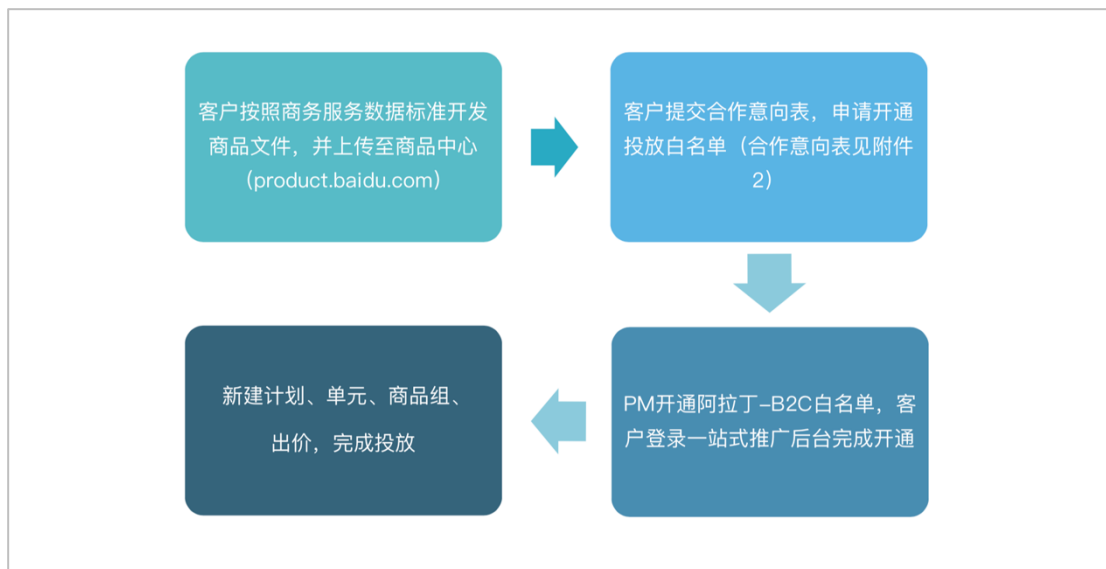 客户按照商务服务数据标准开发
商品文件，并上传至商品中心
（product.baidu.com）
客户提交合作意向表，申请开通
投放白名单（合作意向表见附件
2）
PM开通阿拉丁-B2C白名单，客
户登录一站式推广后台完成开通
新建计划、单元、商品组、
出价，完成投放